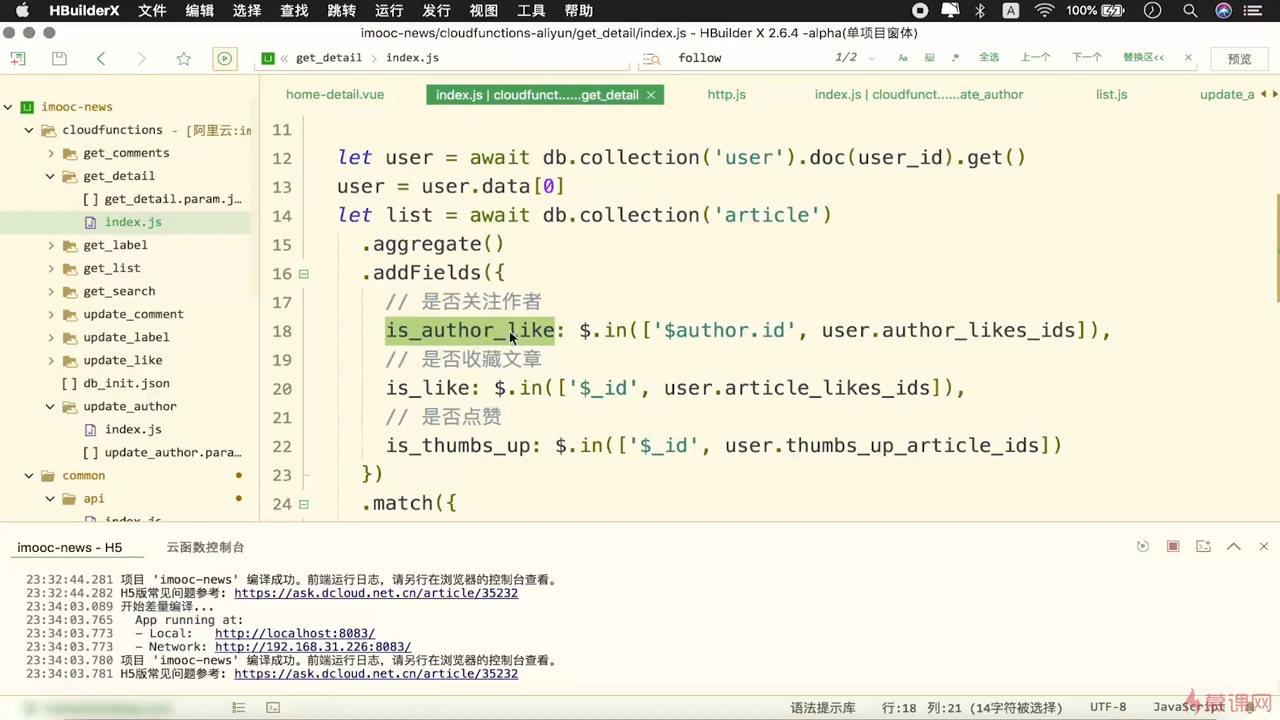 HBuilderX 文件 编辑 选择 查找 跳转 运行 发行 视图 工具 帮助 A 100%
imooc-news/cloudfunctions-aliyun/get_detail/index.js - HBuilder X 2.6.4 -alpha(单项目窗体)
get_detail index.js follow 1/2 Aa .* 全选 上一个 下一个 替换区<< 预览
home-detail.vue index.js | cloudfunct......get_detail http.js index.js | cloudfunct......ate_author list.js update_a
imooc-news
cloudfunctions - [阿里云:im
get_comments
get_detail
[ ] get_detail.param.j...
index.js
get_label
get_list
get_search
update_comment
update_label
update_like
[ ] db_init.json
update_author
index.js
[ ] update_author.para...
common
api
index.js
11
12 let user = await db.collection('user').doc(user_id).get()
13 user = user.data[0]
14 let list = await db.collection('article')
15 .aggregate()
16 .addFields({
17 // 是否关注作者
18 is_author_like: $.in(['$author.id', user.author_likes_ids]),
19 // 是否收藏文章
20 is_like: $.in(['$_id', user.article_likes_ids]),
21 // 是否点赞
22 is_thumbs_up: $.in(['$_id', user.thumbs_up_article_ids])
23 })
24 .match({
imooc-news - H5 云函数控制台
23:32:44.281 项目 'imooc-news' 编译成功。前端运行日志，请另行在浏览器的控制台查看。
23:32:44.282 H5版常见问题参考: https://ask.dcloud.net.cn/article/35232
23:34:03.089 开始差量编译...
23:34:03.765 App running at:
23:34:03.773 - Local: http://localhost:8083/
23:34:03.773 - Network: http://192.168.31.226:8083/
23:34:03.780 项目 'imooc-news' 编译成功。前端运行日志，请另行在浏览器的控制台查看。
23:34:03.781 H5版常见问题参考: https://ask.dcloud.net.cn/article/35232
语法提示库 行:18 列:21 (14字符被选择) UTF-8 JavaScript
慕课网